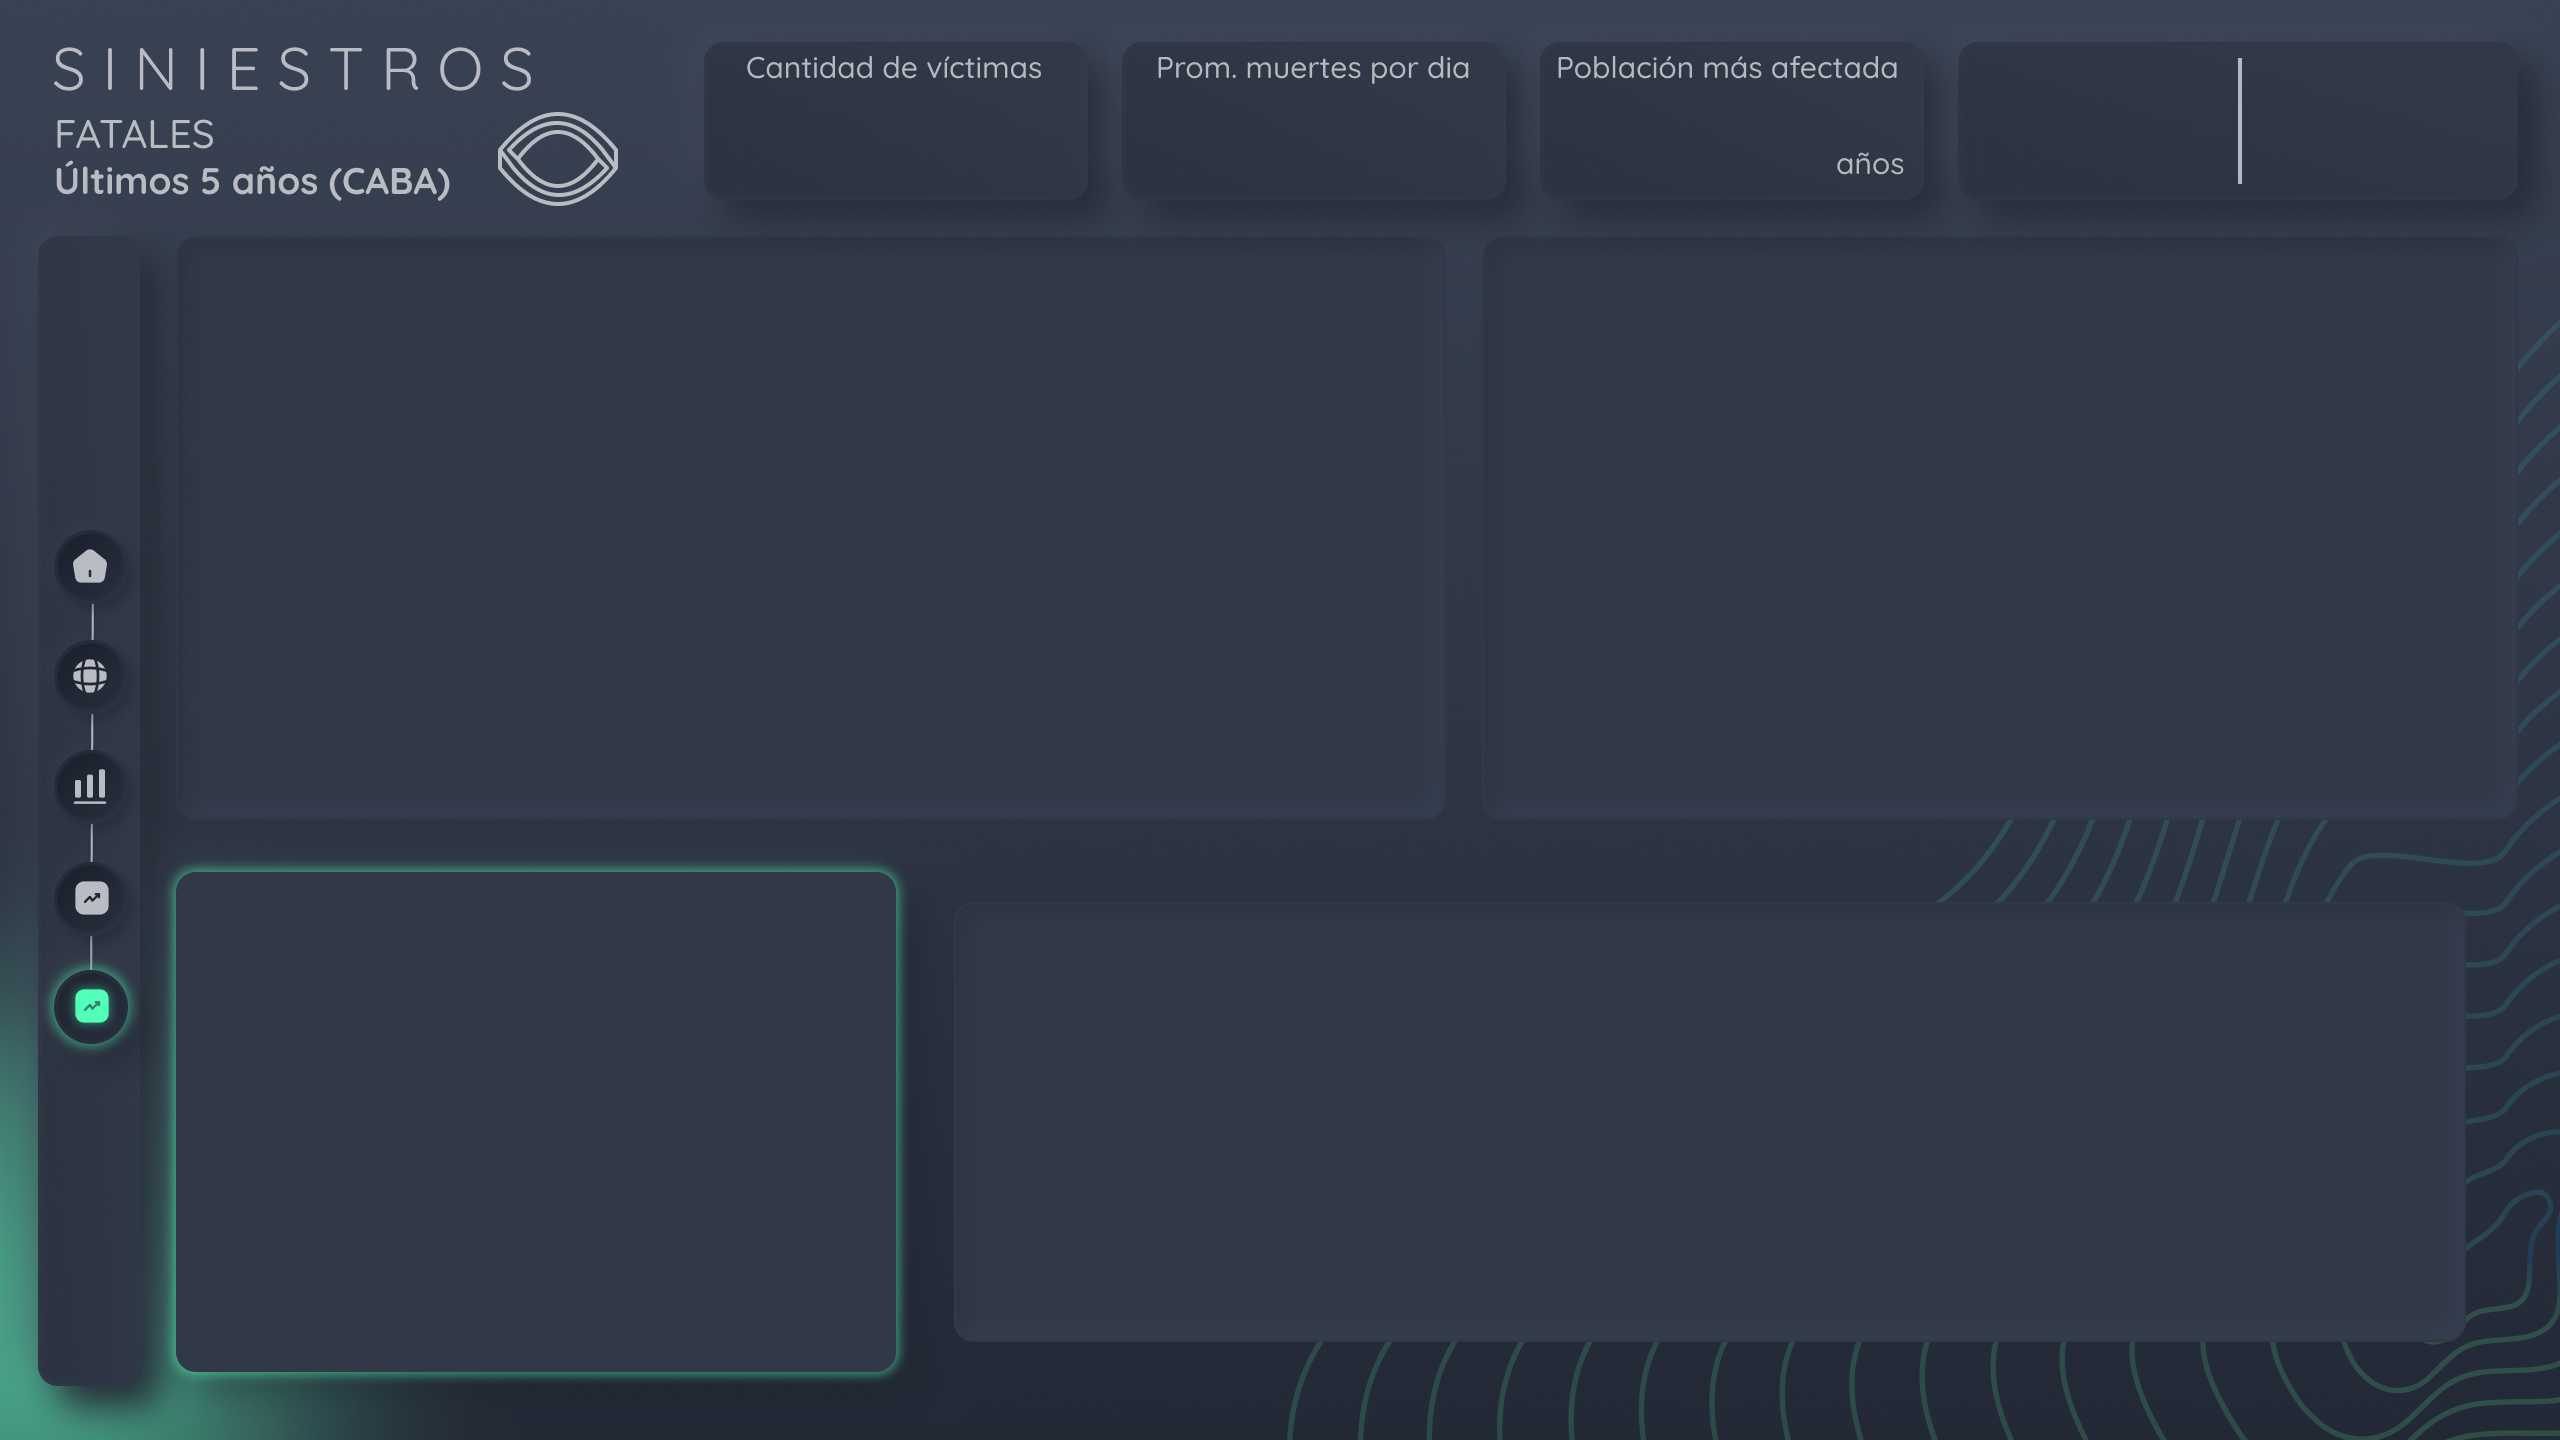 SINIESTROS
FATALES
Últimos 5 años (CABA)
Cantidad de víctimas
Prom. muertes por dia
Población más afectada
años